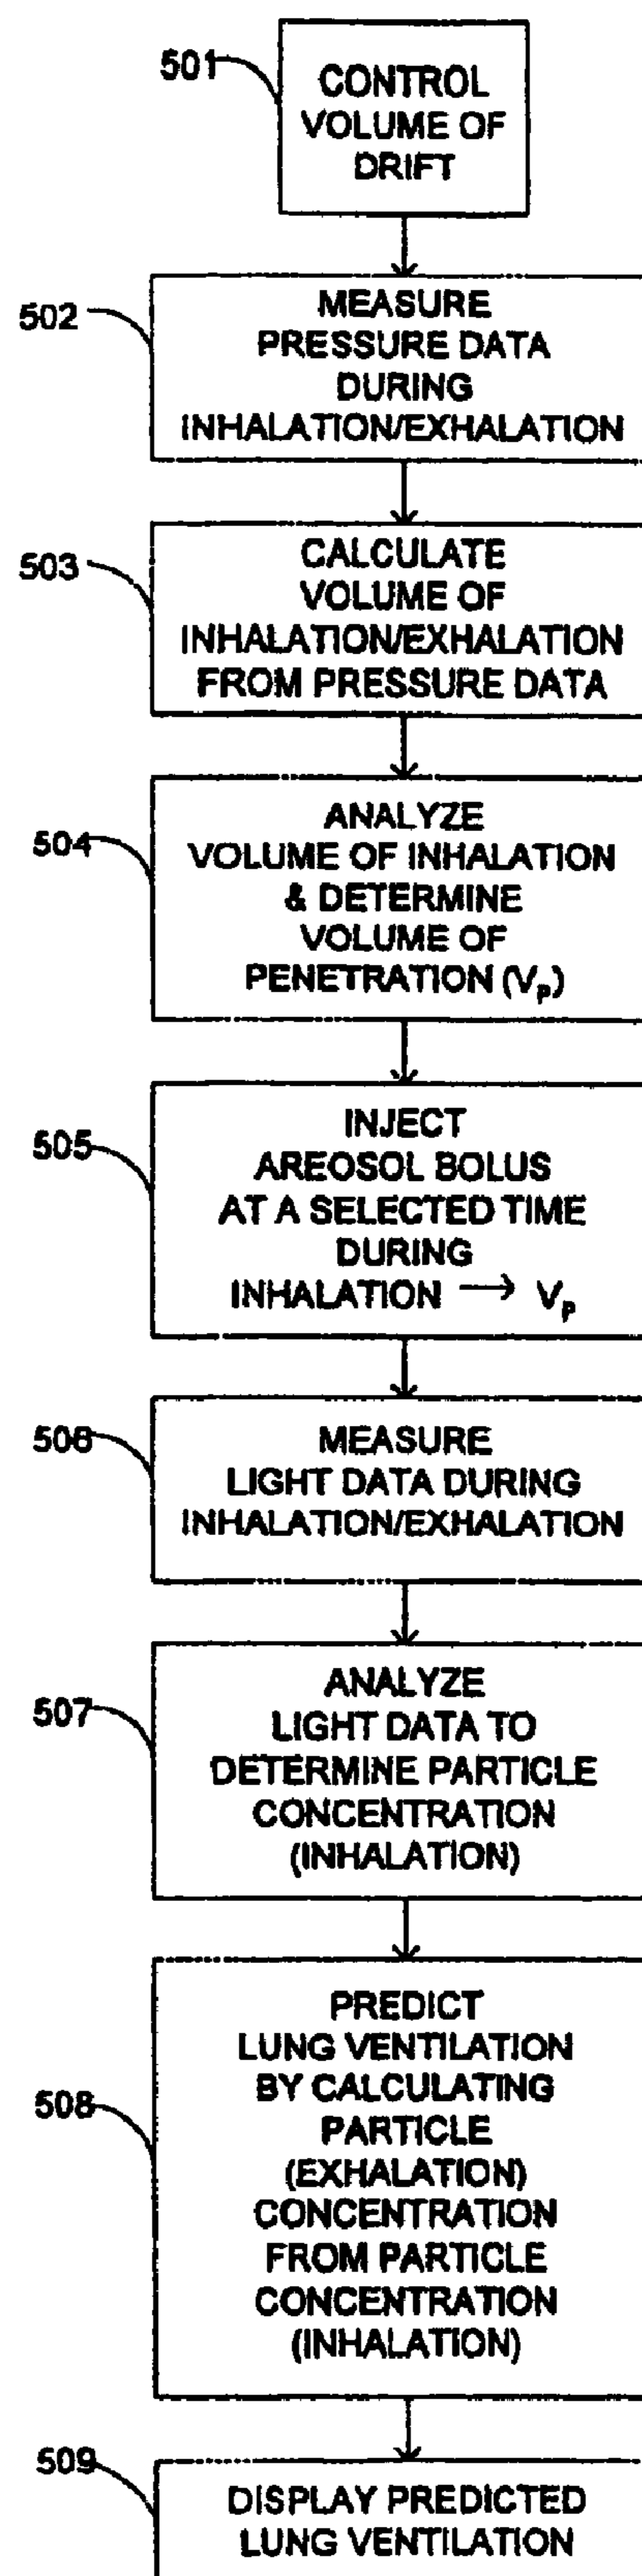 501
CONTROL
VOLUME OF
DRIFT
502
MEASURE
PRESSURE DATA
DURING
INHALATION/EXHALATION
503
CALCULATE
VOLUME OF
INHALATION/EXHALATION
FROM PRESSURE DATA
504
ANALYZE
VOLUME OF INHALATION
& DETERMINE
VOLUME OF
PENETRATION (Vp)
505
INJECT
AREOSOL BOLUS
AT A SELECTED TIME
DURING
INHALATION → Vp
506
MEASURE
LIGHT DATA DURING
INHALATION/EXHALATION
507
ANALYZE
LIGHT DATA TO
DETERMINE PARTICLE
CONCENTRATION
(INHALATION)
508
PREDICT
LUNG VENTILATION
BY CALCULATING
PARTICLE
(EXHALATION)
CONCENTRATION
FROM PARTICLE
CONCENTRATION
(INHALATION)
509
DISPLAY PREDICTED
LUNG VENTILATION